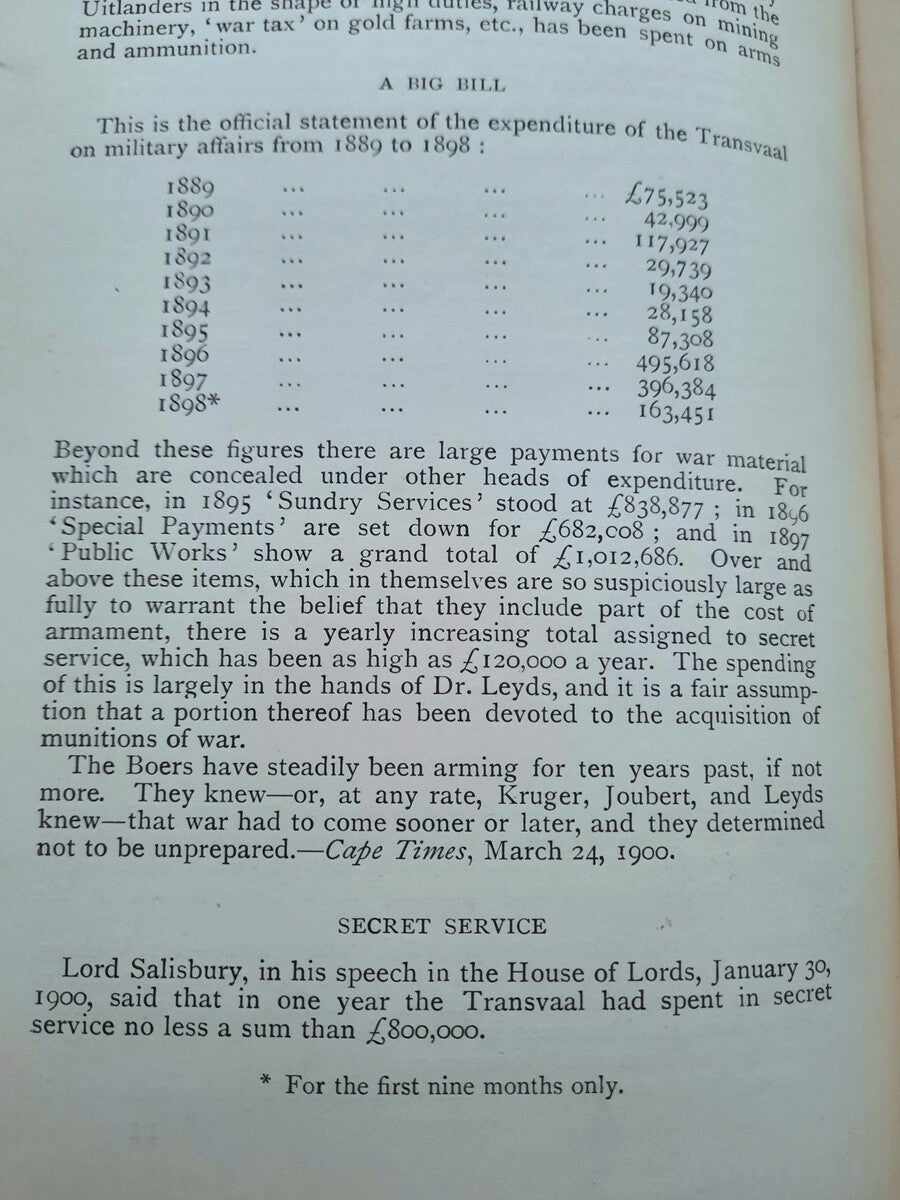 Uitlanders in the shape of high duties, railway charges on mining
machinery, ‘war tax’ on gold farms, etc., has been spent on arms
and ammunition.
A BIG BILL
This is the official statement of the expenditure of the Transvaal
on military affairs from 1889 to 1898 :
1889 ... ... ... ... £75,523
1890 ... ... ... ... 42,999
1891 ... ... ... ... 117,927
1892 ... ... ... ... 29,739
1893 ... ... ... ... 19,340
1894 ... ... ... ... 28,158
1895 ... ... ... ... 87,308
1896 ... ... ... ... 495,618
1897 ... ... ... ... 396,384
1898* ... ... ... ... 163,451
Beyond these figures there are large payments for war material
which are concealed under other heads of expenditure. For
instance, in 1895 ‘Sundry Services’ stood at £838,877 ; in 1896
‘Special Payments’ are set down for £682,008 ; and in 1897
‘Public Works’ show a grand total of £1,012,686. Over and
above these items, which in themselves are so suspiciously large as
fully to warrant the belief that they include part of the cost of
armament, there is a yearly increasing total assigned to secret
service, which has been as high as £120,000 a year. The spending
of this is largely in the hands of Dr. Leyds, and it is a fair assump-
tion that a portion thereof has been devoted to the acquisition of
munitions of war.
The Boers have steadily been arming for ten years past, if not
more. They knew—or, at any rate, Kruger, Joubert, and Leyds
knew—that war had to come sooner or later, and they determined
not to be unprepared.—Cape Times, March 24, 1900.
SECRET SERVICE
Lord Salisbury, in his speech in the House of Lords, January 30,
1900, said that in one year the Transvaal had spent in secret
service no less a sum than £800,000.
* For the first nine months only.